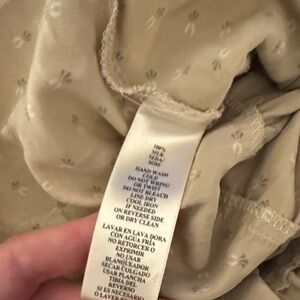 100%
SILK
SEDA/
SOIE
HAND WASH
COLD
DO NOT WRING
OR TWIST
DO NOT BLEACH
LINE DRY
COOL IRON
IF NEEDED
ON REVERSE SIDE
OR DRY CLEAN
LAVAR EN LAVADORA
CON AGUA FRIA
NO RETORCER O
EXPRIMIR
NO USAR
BLANQUEADOR
SECAR COLGADO
USAR PLANCHA
TIBIA DEL
REVERSO
SI ES NECESARIO
O LAVAR